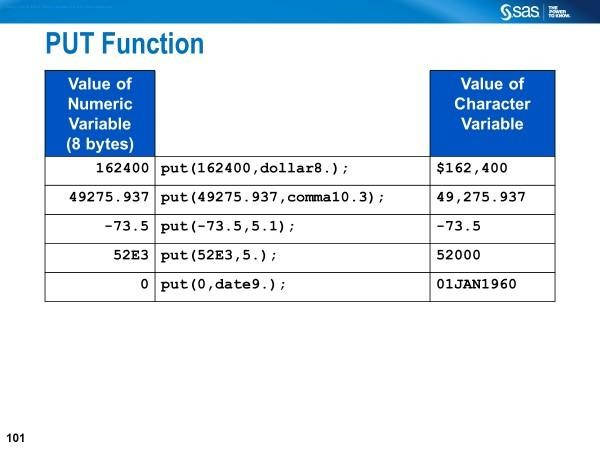 sas THE
POWER
TO KNOW.
PUT Function
Value of
Numeric
Variable
(8 bytes)
Value of
Character
Variable
162400 put(162400,dollar8.); $162,400
49275.937 put(49275.937,comma10.3); 49,275.937
-73.5 put(-73.5,5.1); -73.5
52E3 put(52E3,5.); 52000
0 put(0,date9.); 01JAN1960
101